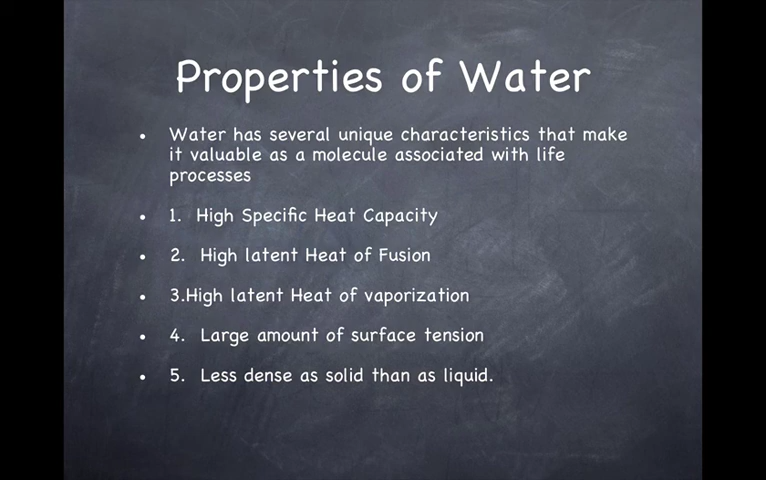 Properties of Water
• Water has several unique characteristics that make
it valuable as a molecule associated with life
processes
• 1. High Specific Heat Capacity
• 2. High latent Heat of Fusion
• 3.High latent Heat of vaporization
• 4. Large amount of surface tension
• 5. Less dense as solid than as liquid.